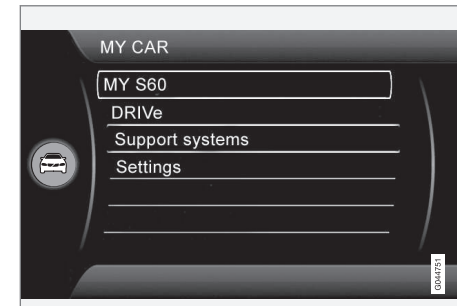 MY CAR
MY S60
DRIVe
Support systems
Settings
G044751